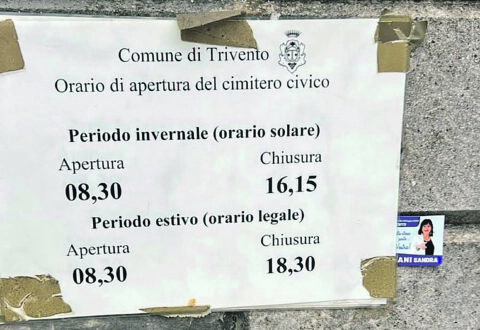 Comune di Trivento
Orario di apertura del cimitero civico
Periodo invernale (orario solare)
Apertura Chiusura
08,30 16,15
Periodo estivo (orario legale)
Apertura Chiusura
08,30 18,30
SANDRA